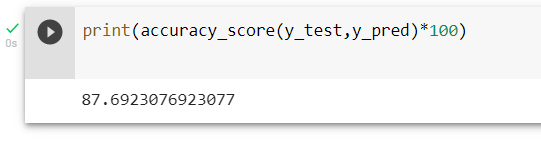 print(accuracy_score(y_test,y_pred)*100)
0s
87.6923076923077